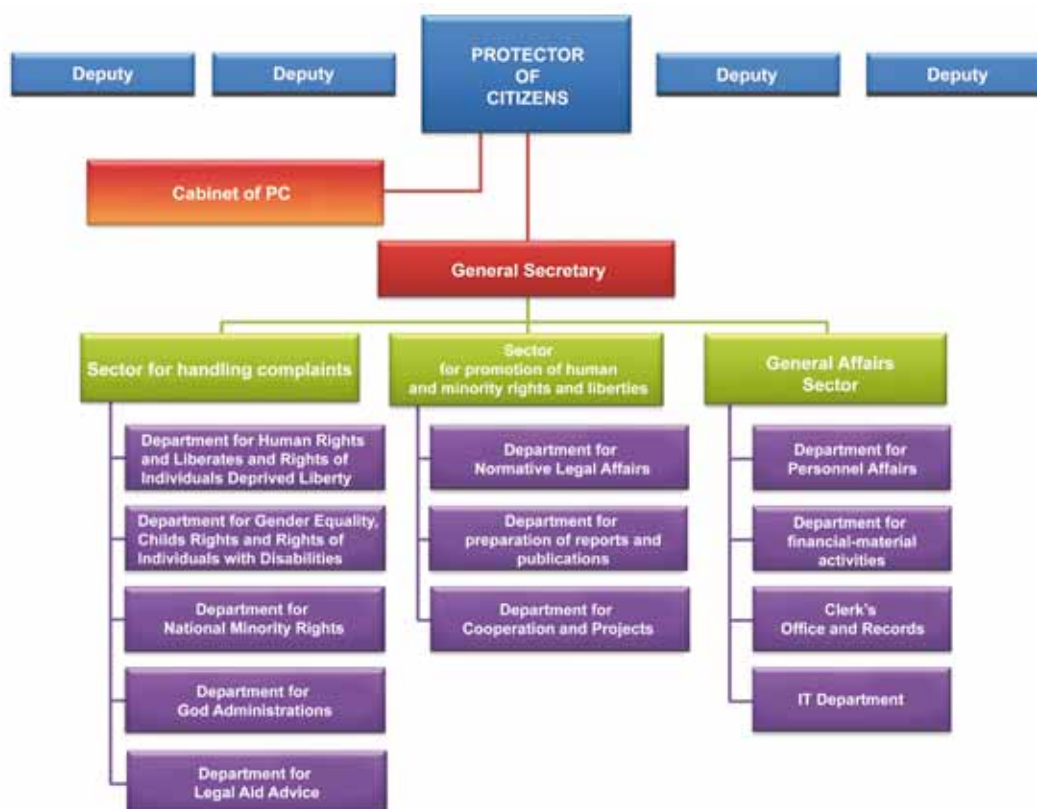 Deputy
Deputy
PROTECTOR
OF
CITIZENS
Deputy
Deputy
Cabinet of PC
General Secretary
Sector for handling complaints
Sector
for promotion of human
and minority rights and liberties
General Affairs
Sector
Department for Human Rights
and Liberates and Rights of
Individuals Deprived Liberty
Department for Gender Equality,
Childs Rights and Rights of
Individuals with Disabilities
Department for
National Minority Rights
Department for
God Administrations
Department for
Legal Aid Advice
Department for
Normative Legal Affairs
Department for
preparation of reports and
publications
Department for
Cooperation and Projects
Department for
Personnel Affairs
Department for
financial-material
activities
Clerk's
Office and Records
IT Department